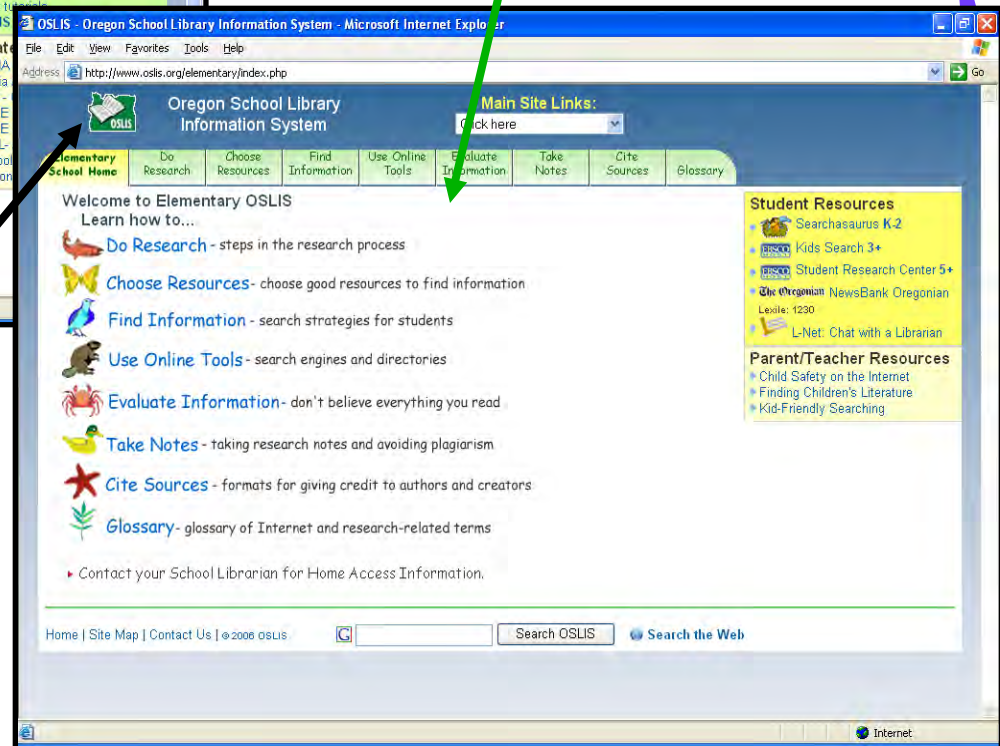 tutorials
OSLIS - Oregon School Library Information System - Microsoft Internet Explorer
File Edit View Favorites Tools Help
Address http://www.oslis.org/elementary/index.php Go
OSLIS
Oregon School Library
Information System
Main Site Links:
Click here
Elementary
School Home
Do
Research
Choose
Resources
Find
Information
Use Online
Tools
Evaluate
Information
Take
Notes
Cite
Sources
Glossary
Welcome to Elementary OSLIS
Learn how to...
Do Research - steps in the research process
Choose Resources- choose good resources to find information
Find Information - search strategies for students
Use Online Tools - search engines and directories
Evaluate Information- don't believe everything you read
Take Notes - taking research notes and avoiding plagiarism
Cite Sources - formats for giving credit to authors and creators
Glossary- glossary of Internet and research-related terms
Contact your School Librarian for Home Access Information.
Student Resources
Searchasaurus K-2
EBSCO Kids Search 3+
EBSCO Student Research Center 5+
The Oregonian NewsBank Oregonian
Lexile: 1230
L-Net: Chat with a Librarian
Parent/Teacher Resources
Child Safety on the Internet
Finding Children's Literature
Kid-Friendly Searching
Home | Site Map | Contact Us | © 2006 OSLIS
G Search OSLIS Search the Web
Internet